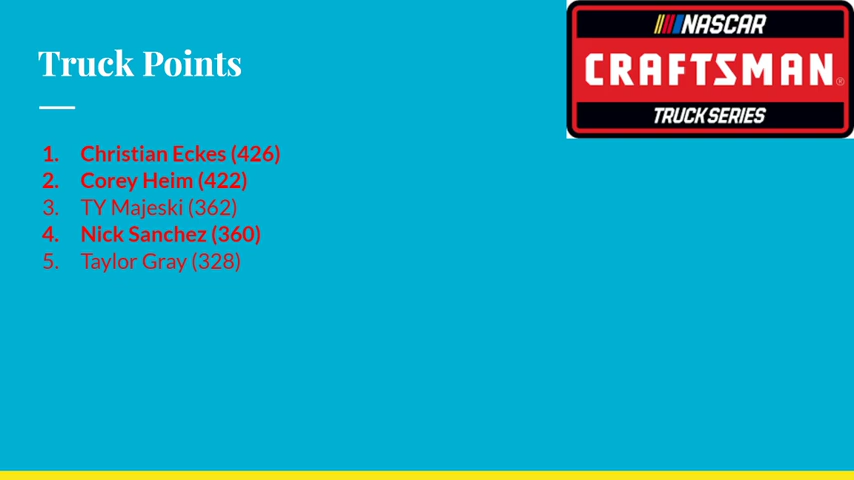 NASCAR
CRAFTSMAN®
TRUCK SERIES
Truck Points
1. Christian Eckes (426)
2. Corey Heim (422)
3. TY Majeski (362)
4. Nick Sanchez (360)
5. Taylor Gray (328)